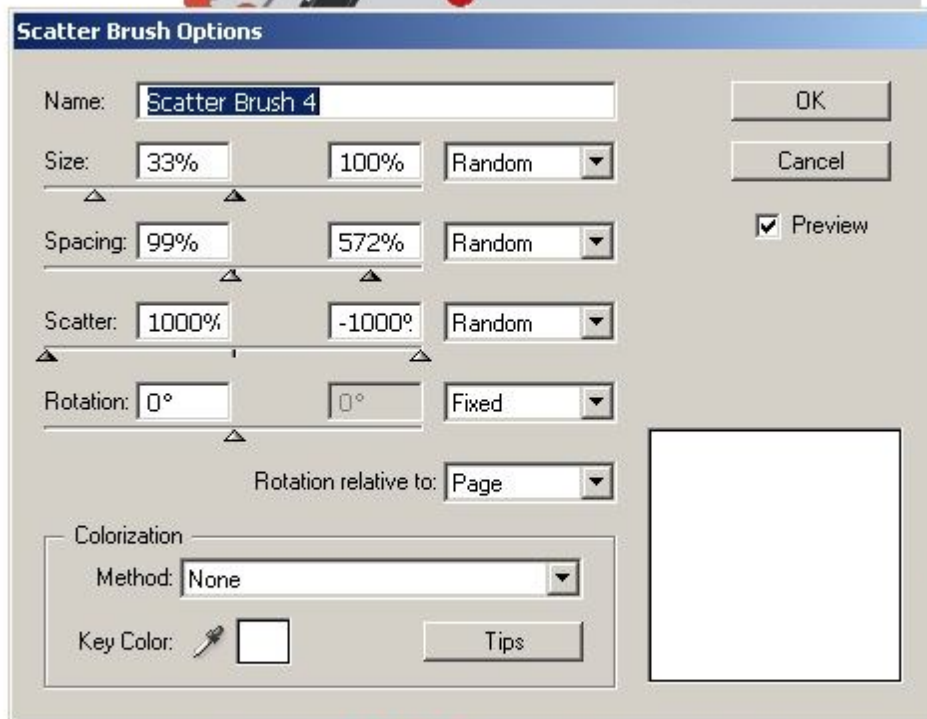 Scatter Brush Options
Name: Scatter Brush 4 OK
Size: 33% 100% Random Cancel
Spacing: 99% 572% Random Preview
Scatter: 1000% -1000% Random
Rotation: 0° 0° Fixed
Rotation relative to: Page
Colorization
Method: None
Key Color: Tips